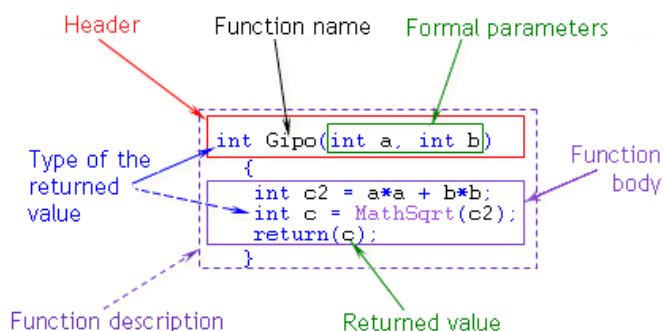 Header
Function name
Formal parameters
int Gipo(int a, int b)
Type of the
returned
value
{
int c2 = a*a + b*b;
int c = MathSqrt(c2);
return(c);
}
Function
body
Function description
Returned value